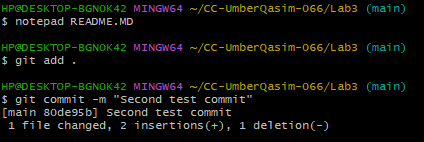 HP@DESKTOP-BGNOK42 MINGW64 ~/CC-UmberQasim-066/Lab3 (main)
$ notepad README.MD
HP@DESKTOP-BGNOK42 MINGW64 ~/CC-UmberQasim-066/Lab3 (main)
$ git add .
HP@DESKTOP-BGNOK42 MINGW64 ~/CC-UmberQasim-066/Lab3 (main)
$ git commit -m "Second test commit"
[main 80de95b] Second test commit
 1 file changed, 2 insertions(+), 1 deletion(-)